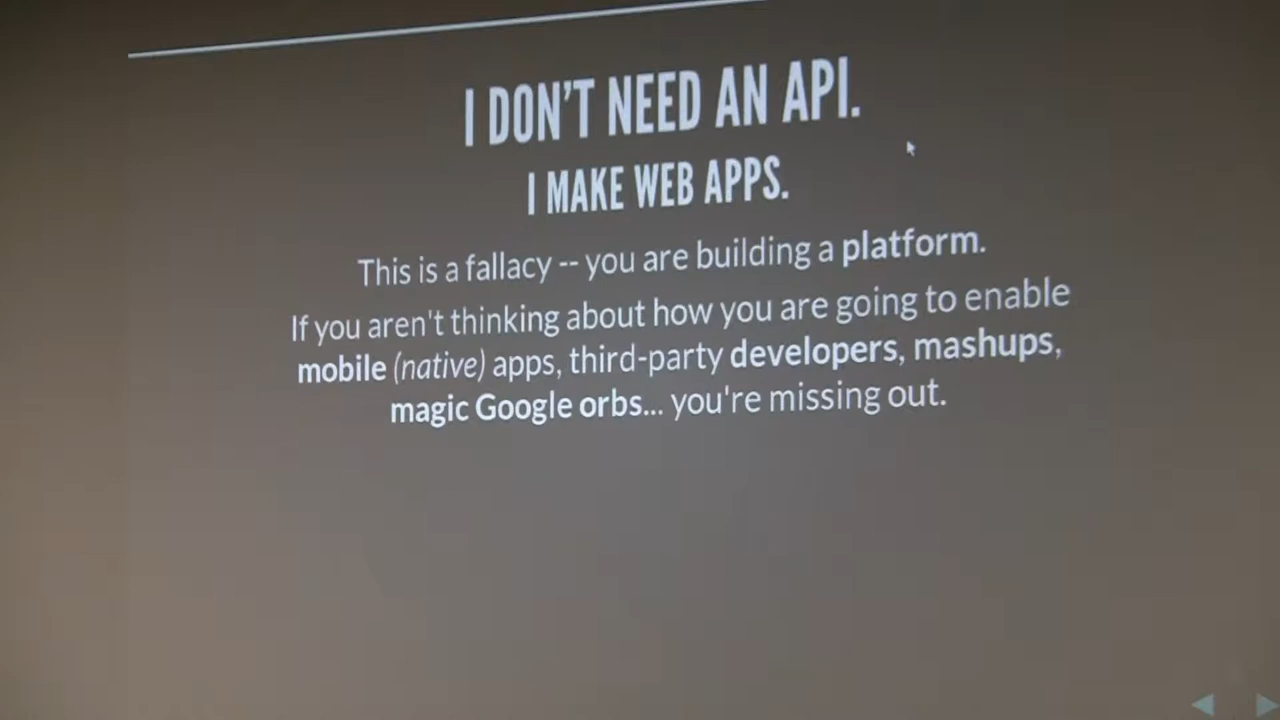 I DON'T NEED AN API.
I MAKE WEB APPS.
This is a fallacy -- you are building a platform.
If you aren't thinking about how you are going to enable
mobile (native) apps, third-party developers, mashups,
magic Google orbs... you're missing out.